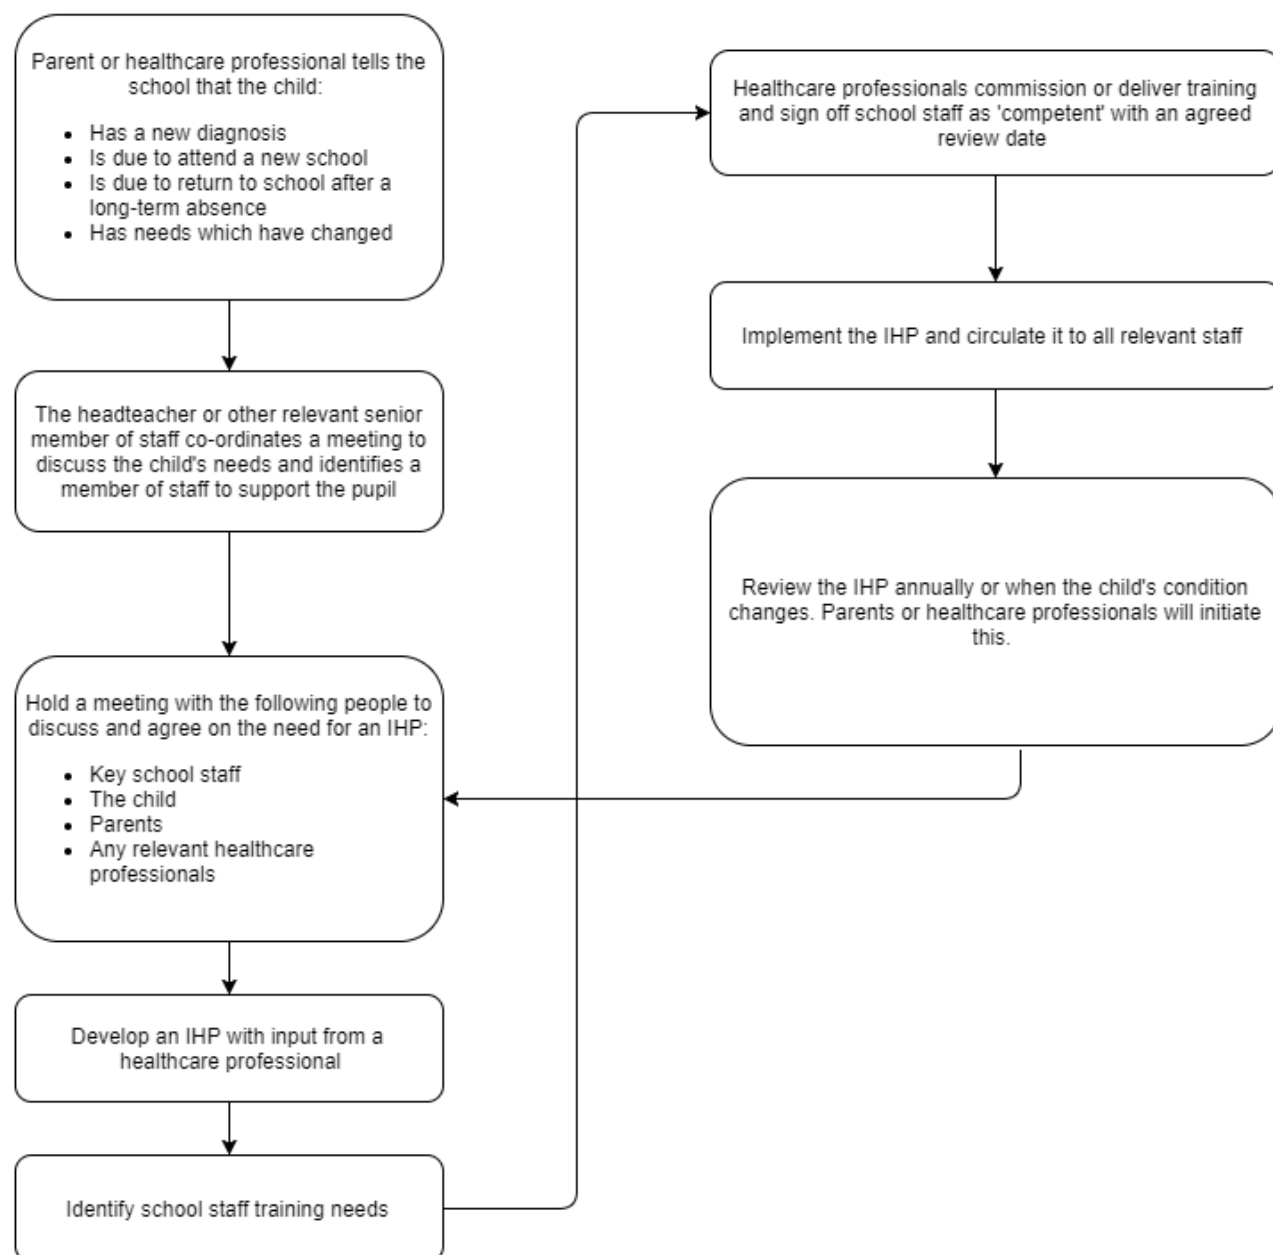 Parent or healthcare professional tells the
school that the child:
• Has a new diagnosis
• Is due to attend a new school
• Is due to return to school after a
long-term absence
• Has needs which have changed
The headteacher or other relevant senior
member of staff co-ordinates a meeting to
discuss the child's needs and identifies a
member of staff to support the pupil
Hold a meeting with the following people to
discuss and agree on the need for an IHP:
• Key school staff
• The child
• Parents
• Any relevant healthcare
professionals
Develop an IHP with input from a
healthcare professional
Identify school staff training needs
Healthcare professionals commission or deliver training
and sign off school staff as 'competent' with an agreed
review date
Implement the IHP and circulate it to all relevant staff
Review the IHP annually or when the child's condition
changes. Parents or healthcare professionals will initiate
this.